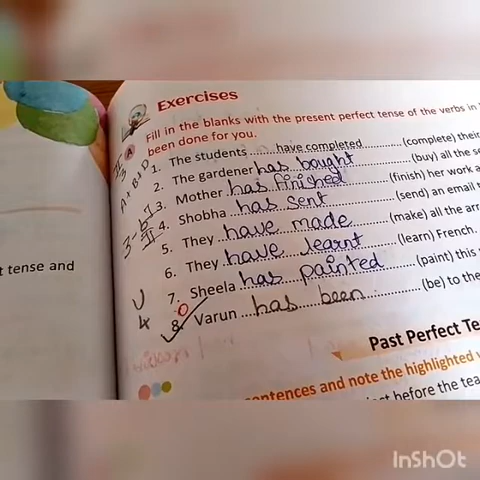 Exercises
A Fill in the blanks with the present perfect tense of the verbs in
been done for you.
1. The students have completed (complete) their
2. The gardener has bought (buy) all the se
3. Mother has finished (finish) her work a
4. Shobha has sent (send) an email t
5. They have made (make) all the arr
6. They have learnt (learn) French.
7. Sheela has painted (paint) this
8. Varun has been (be) to the
t tense and
Past Perfect Te
entences and note the highlighted
before the tea
InShOt